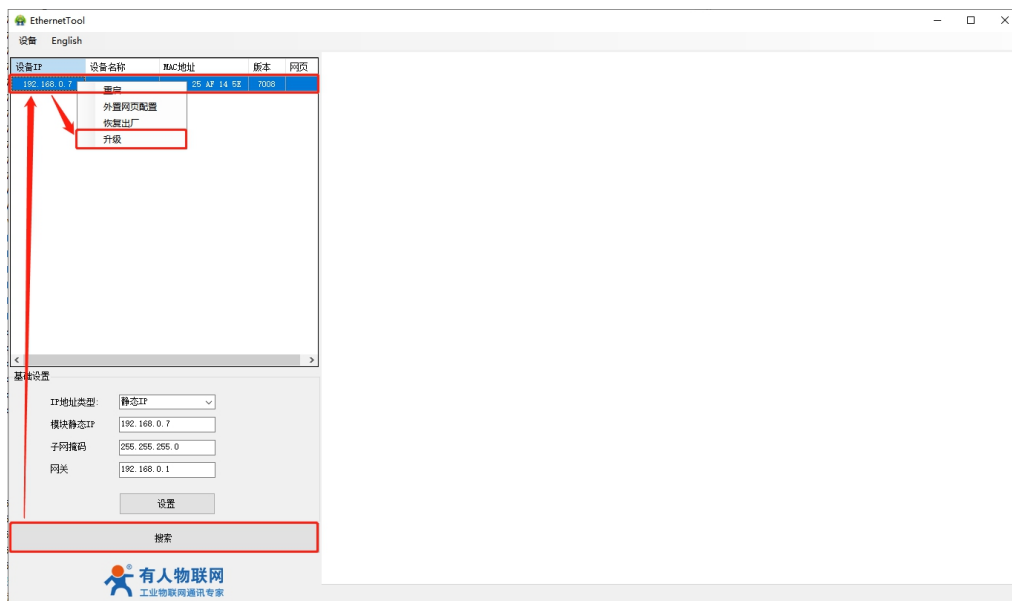 EthernetTool
设备 English
设备IP 设备名称 MAC地址 版本 网页
192.168.0.7 25 AF 14 5E 7008
重启
外置网页配置
恢复出厂
升级
基础设置
IP地址类型: 静态IP
模块静态IP 192.168.0.7
子网掩码 255.255.255.0
网关 192.168.0.1
设置
搜索
有人物联网
工业物联网通讯专家